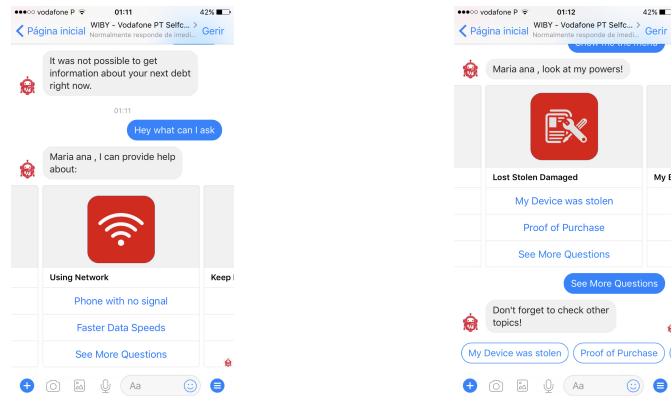 vodafone P 01:11 42%
Página inicial
WIBY - Vodafone PT Selfc...
Normalmente responde de imedi...
Gerir
It was not possible to get
information about your next debt
right now.
01:11
Hey what can I ask
Maria ana , I can provide help
about:
Using Network
Keep
Phone with no signal
Faster Data Speeds
See More Questions
Aa
vodafone P 01:12 42%
Página inicial
WIBY - Vodafone PT Selfc...
Normalmente responde de imedi...
Gerir
Show me the menu
Maria ana , look at my powers!
Lost Stolen Damaged
My
My Device was stolen
Proof of Purchase
See More Questions
See More Questions
Don't forget to check other
topics!
My Device was stolen
Proof of Purchase
Aa